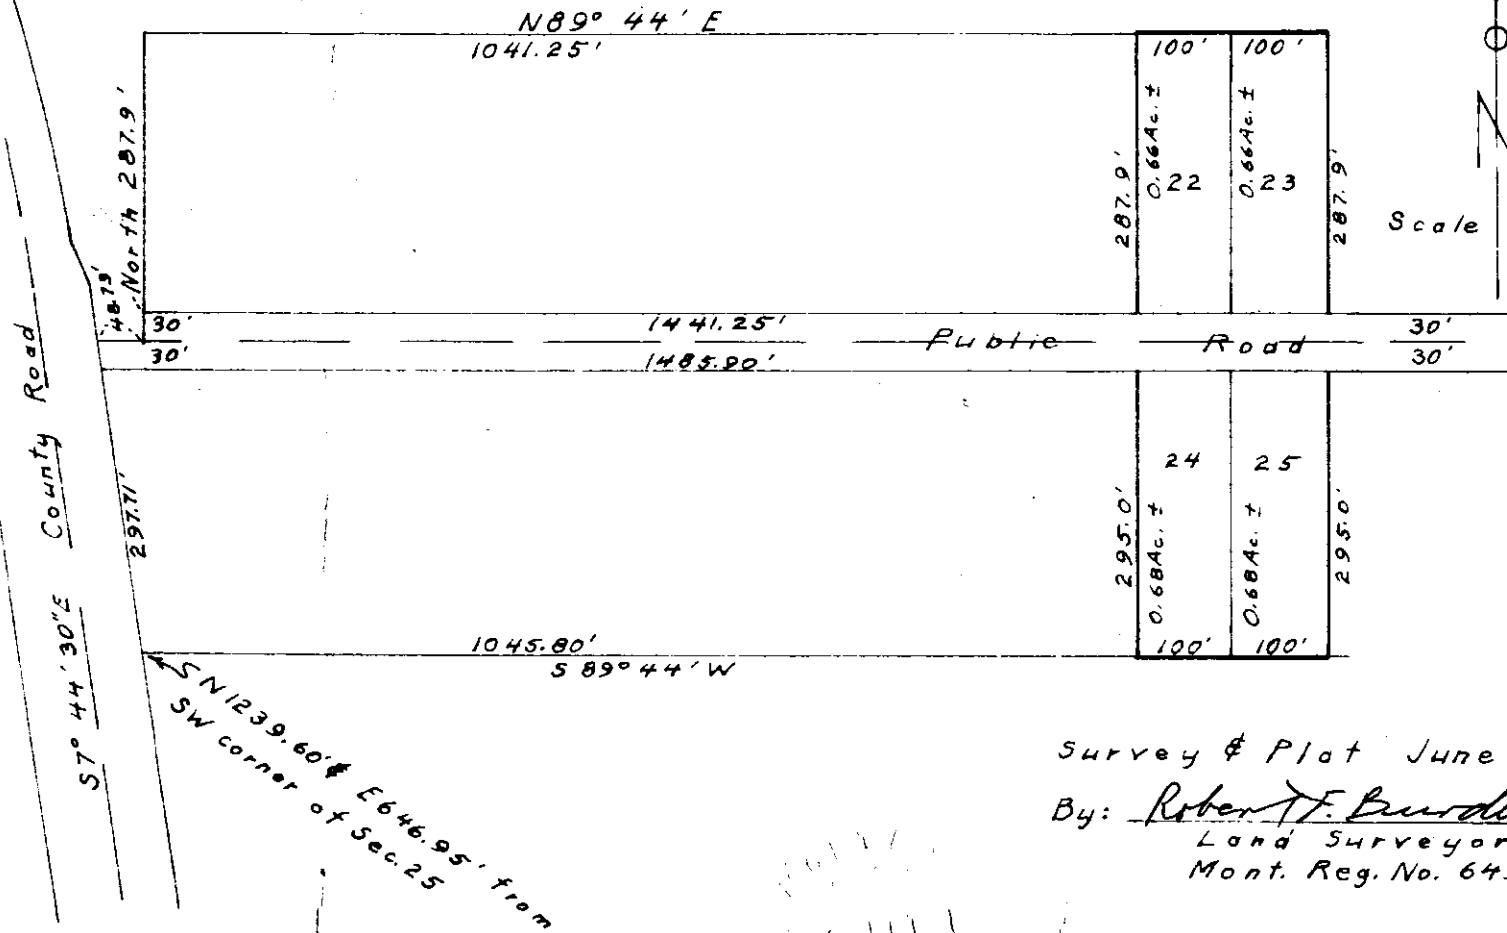 N89° 44' E
1041.25'
100' 100'
North 287.9'
0.66Ac. ±
22
0.66Ac. ±
23
287.9'
287.9'
N
Scale
48.73'
30'
1441.25'
Public Road
30'
30'
1485.90'
30'
County Road
S7° 44' 30"E
297.71'
24 25
295.0'
0.68Ac. ±
0.68Ac. ±
295.0'
1045.80'
100' 100'
S 89° 44' W
N1239.60' & E646.95' from
SW corner of Sec. 25
Survey & Plat June
By: Robert F.
Land Surveyor
Mont. Reg. No.